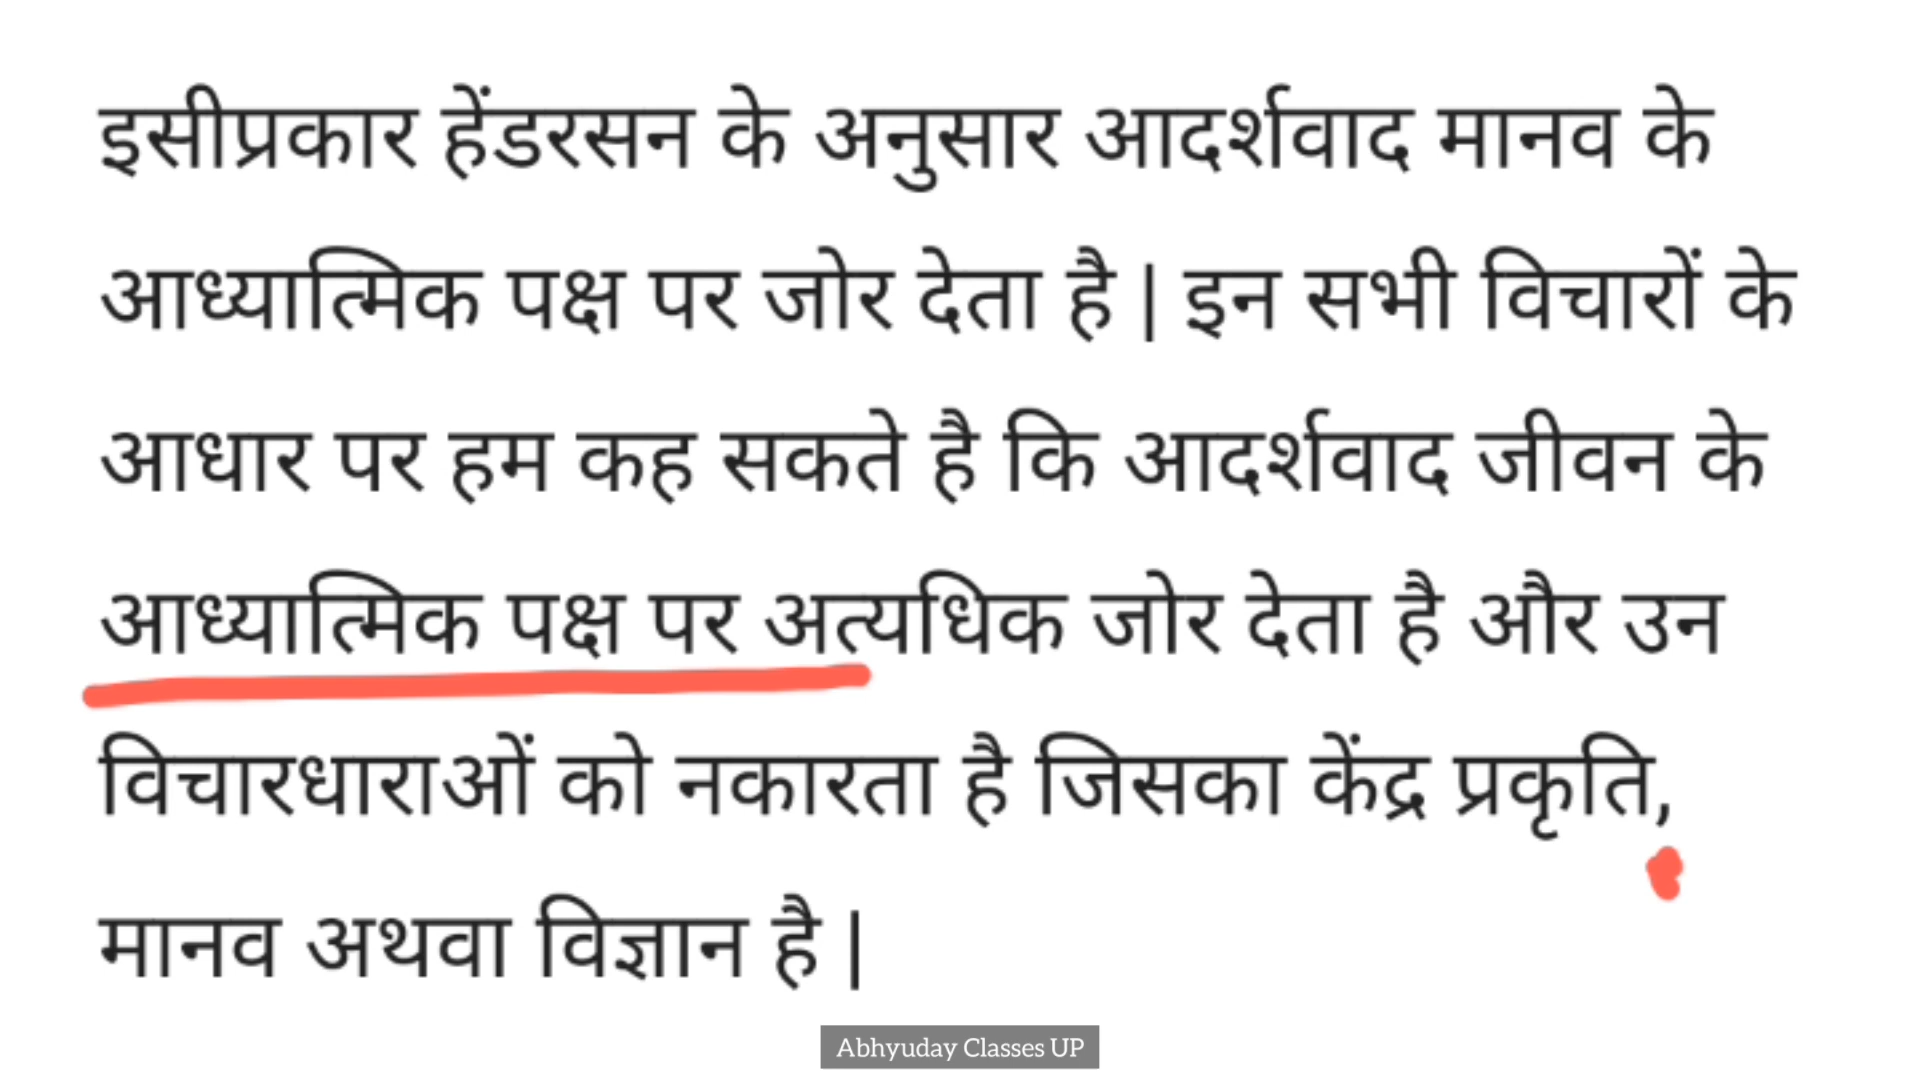 इसीप्रकार हेंडरसन के अनुसार आदर्शवाद मानव के
आध्यात्मिक पक्ष पर जोर देता है | इन सभी विचारों के
आधार पर हम कह सकते है कि आदर्शवाद जीवन के
आध्यात्मिक पक्ष पर अत्यधिक जोर देता है और उन
विचारधाराओं को नकारता है जिसका केंद्र प्रकृति,
मानव अथवा विज्ञान है |
Abhyuday Classes UP